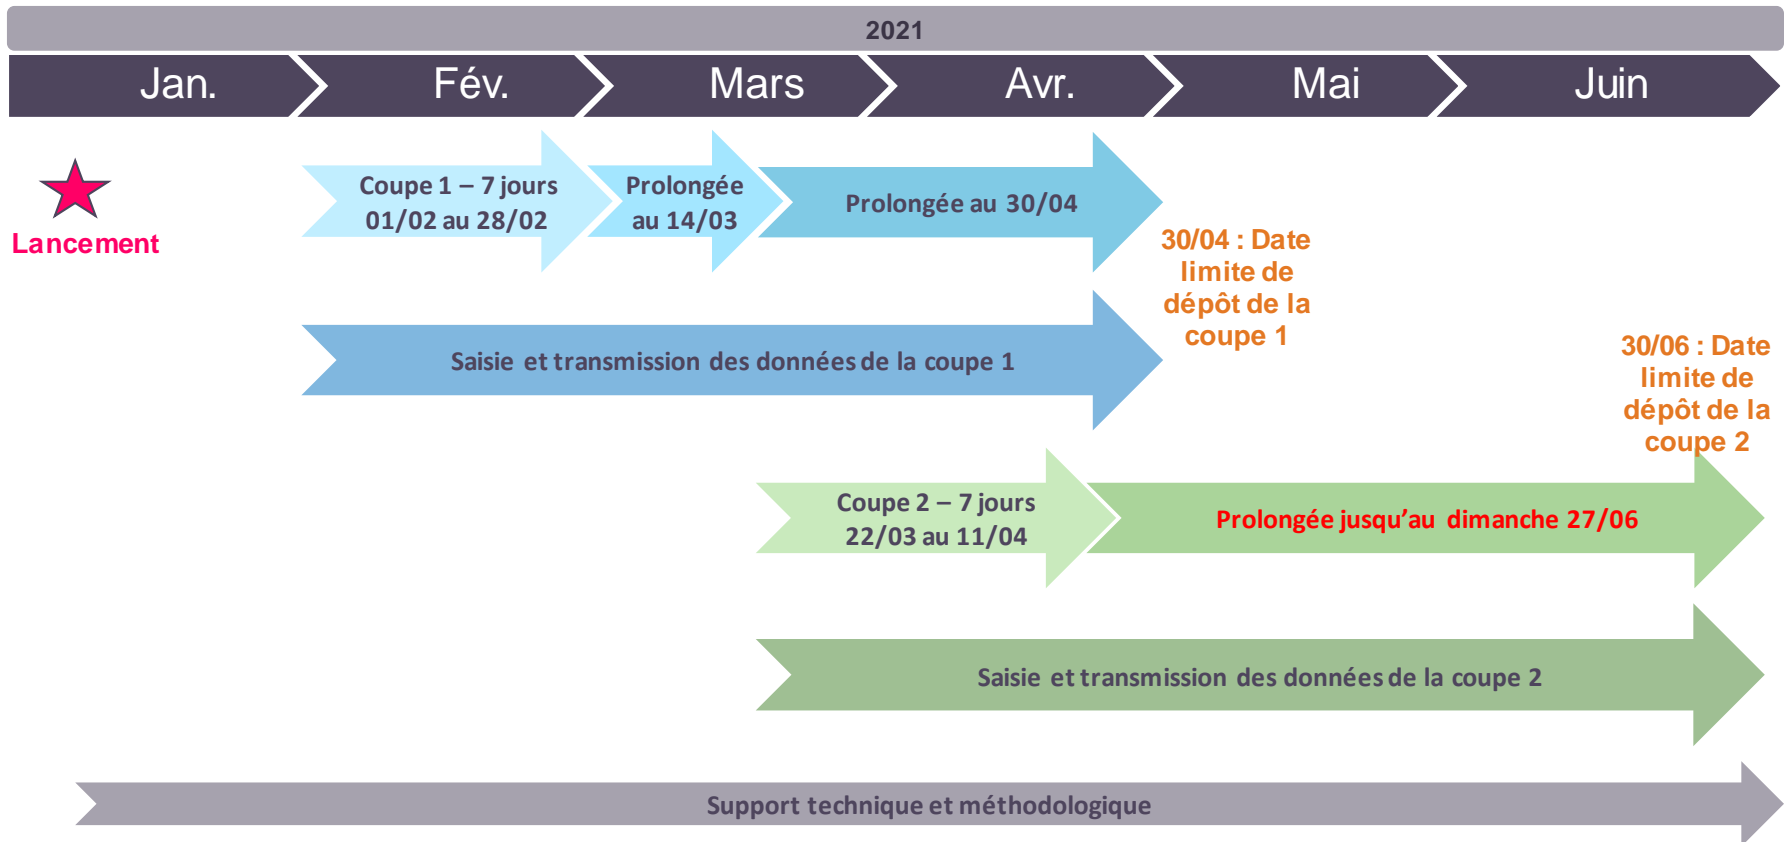 2021
Jan.
Fév.
Mars
Avr.
Mai
Juin
Lancement
Coupe 1 – 7 jours
01/02 au 28/02
Prolongée
au 14/03
Prolongée au 30/04
30/04 : Date
limite de
dépôt de la
coupe 1
Saisie et transmission des données de la coupe 1
30/06 : Date
limite de
dépôt de la
coupe 2
Coupe 2 – 7 jours
22/03 au 11/04
Prolongée jusqu’au dimanche 27/06
Saisie et transmission des données de la coupe 2
Support technique et méthodologique